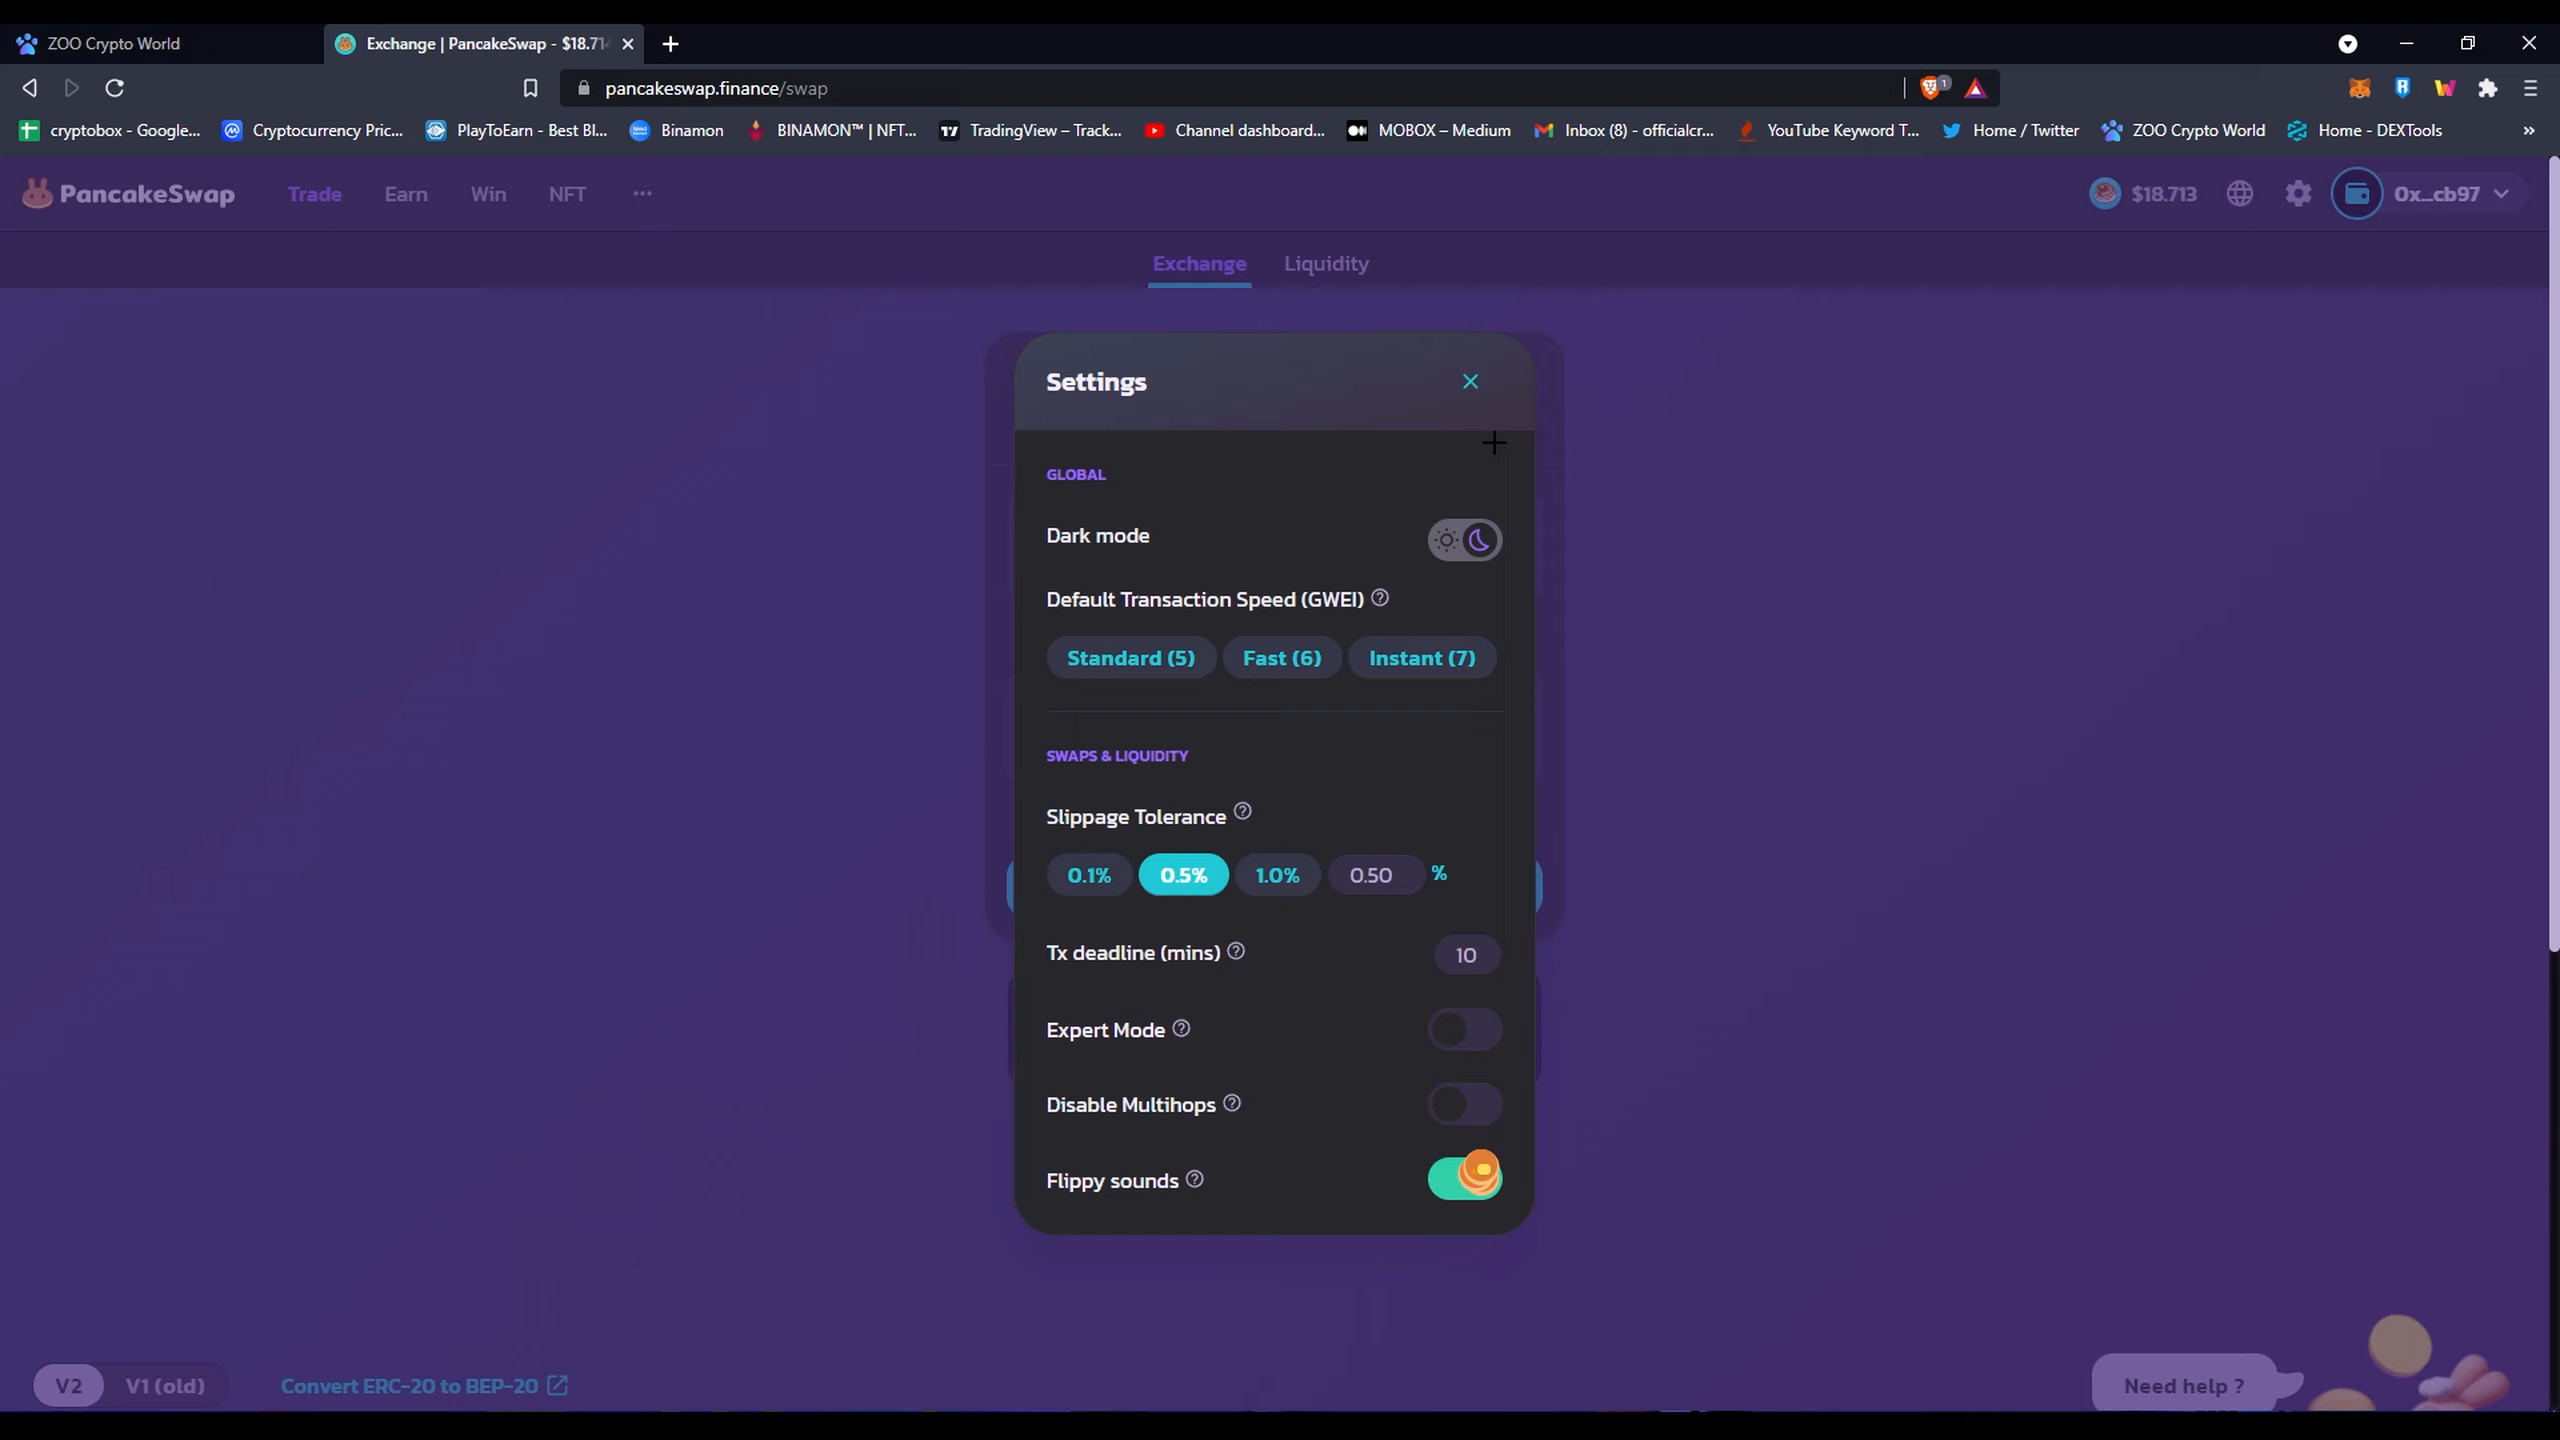 ZOO Crypto World
Exchange | PancakeSwap - $18.714
pancakeswap.finance/swap
1
cryptobox - Google...
Cryptocurrency Pric...
PlayToEarn - Best Bl...
Binamon
BINAMON™ | NFT...
TradingView – Track...
Channel dashboard...
MOBOX – Medium
Inbox (8) - officialcr...
YouTube Keyword T...
Home / Twitter
ZOO Crypto World
Home - DEXTools
»
PancakeSwap
Trade
Earn
Win
NFT
...
$18.713
0x...cb97
Exchange
Liquidity
Settings
GLOBAL
Dark mode
Default Transaction Speed (GWEI) ?
Standard (5)
Fast (6)
Instant (7)
SWAPS & LIQUIDITY
Slippage Tolerance ?
0.1%
0.5%
1.0%
0.50
%
Tx deadline (mins) ?
10
Expert Mode ?
Disable Multihops ?
Flippy sounds ?
V2
V1 (old)
Convert ERC-20 to BEP-20
Need help ?